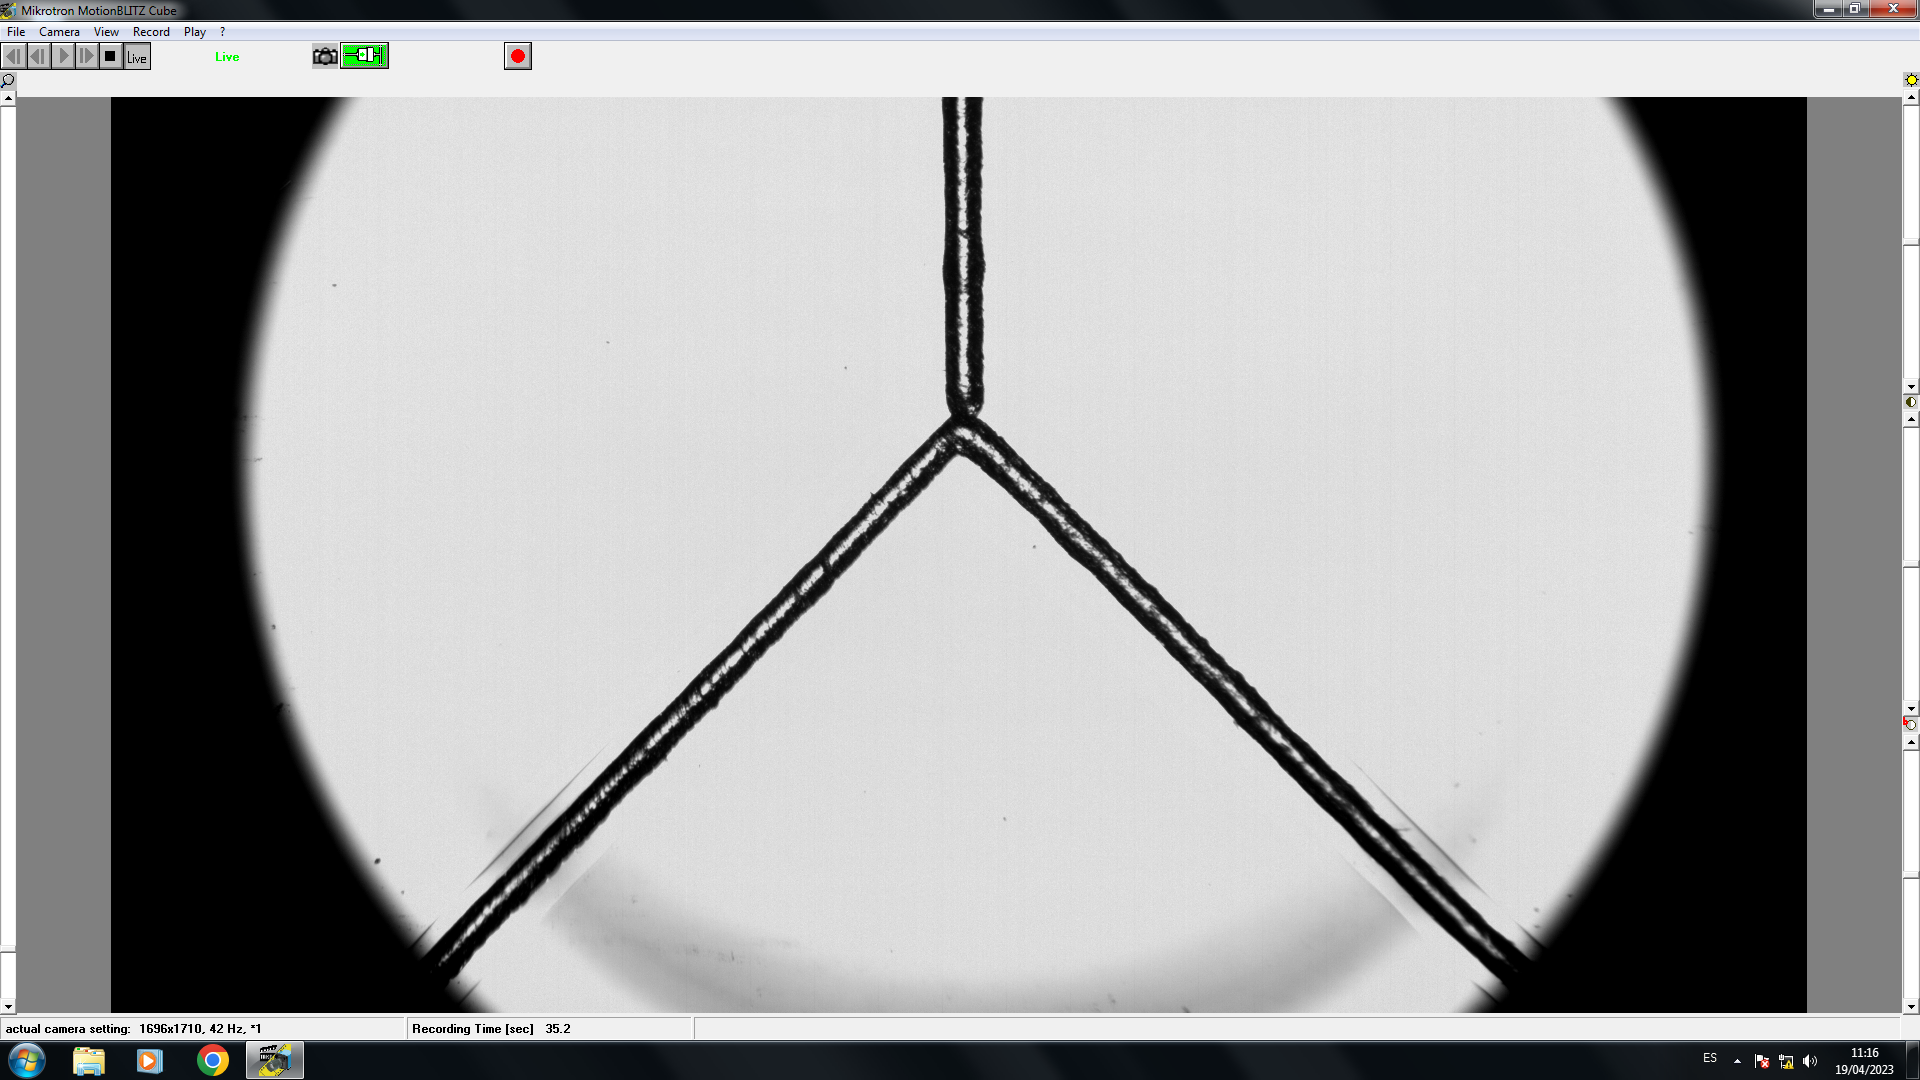 Mikrotron MotionBLITZ Cube
File Camera View Record Play ?
Live Live
actual camera setting: 1696x1710, 42 Hz, *1 Recording Time [sec] 35.2
ES 11:16
19/04/2023